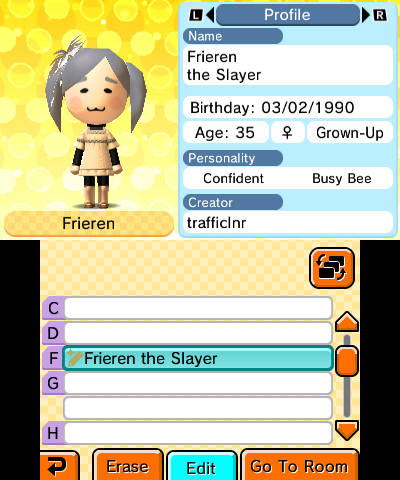 L Profile R
Name
Frieren
the Slayer
Birthday: 03/02/1990
Age: 35 ♀ Grown-Up
Personality
Confident Busy Bee
Creator
trafficlnr
Frieren
C
D
F Frieren the Slayer
G
H
Erase Edit Go To Room